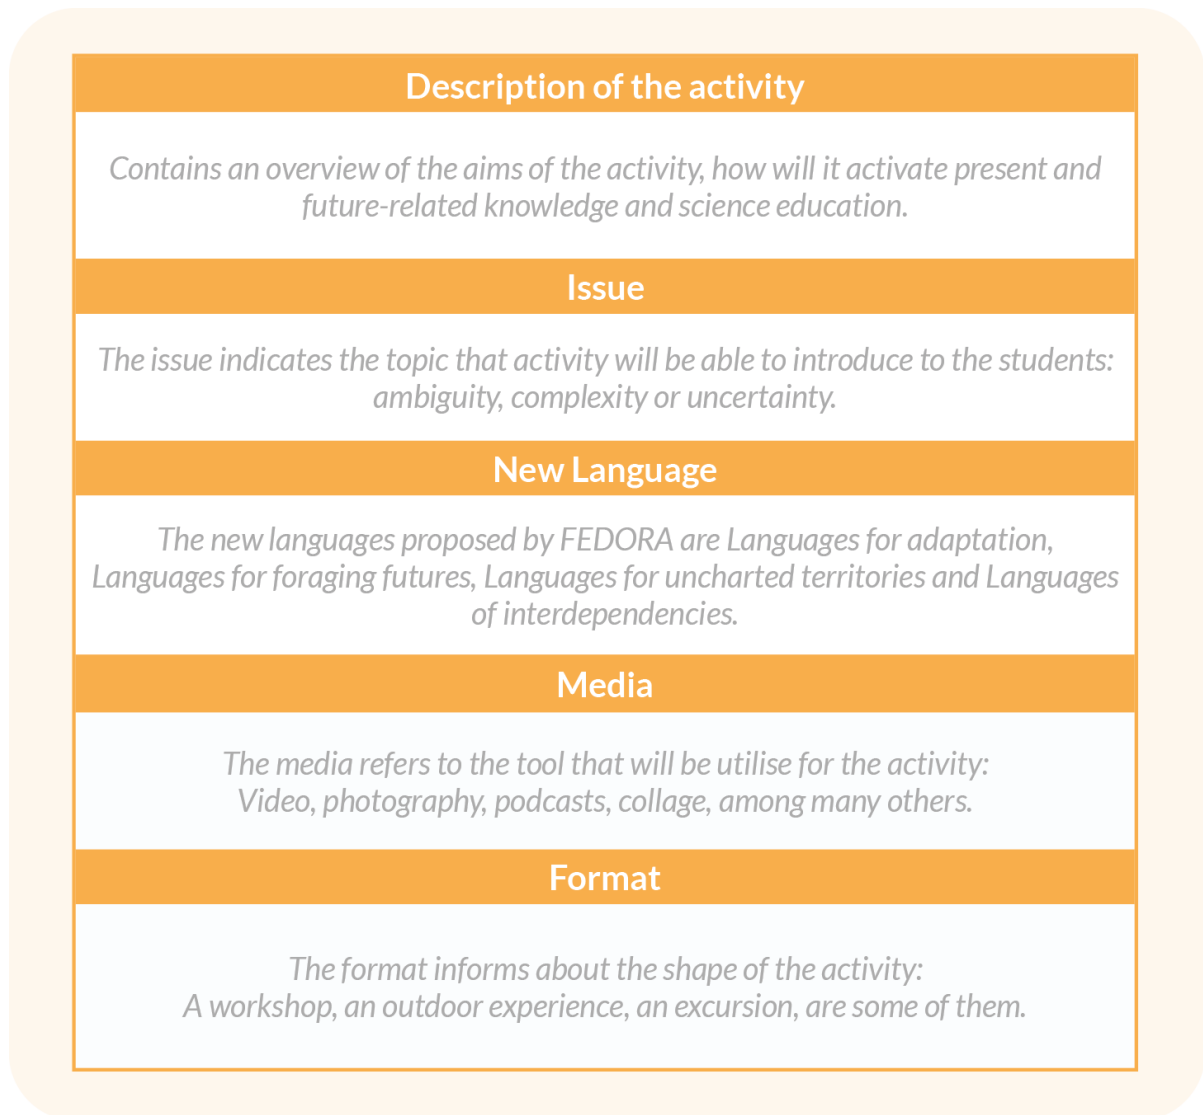 Description of the activity
Contains an overview of the aims of the activity, how will it activate present and
future-related knowledge and science education.
Issue
The issue indicates the topic that activity will be able to introduce to the students:
ambiguity, complexity or uncertainty.
New Language
The new languages proposed by FEDORA are Languages for adaptation,
Languages for foraging futures, Languages for uncharted territories and Languages
of interdependencies.
Media
The media refers to the tool that will be utilise for the activity:
Video, photography, podcasts, collage, among many others.
Format
The format informs about the shape of the activity:
A workshop, an outdoor experience, an excursion, are some of them.